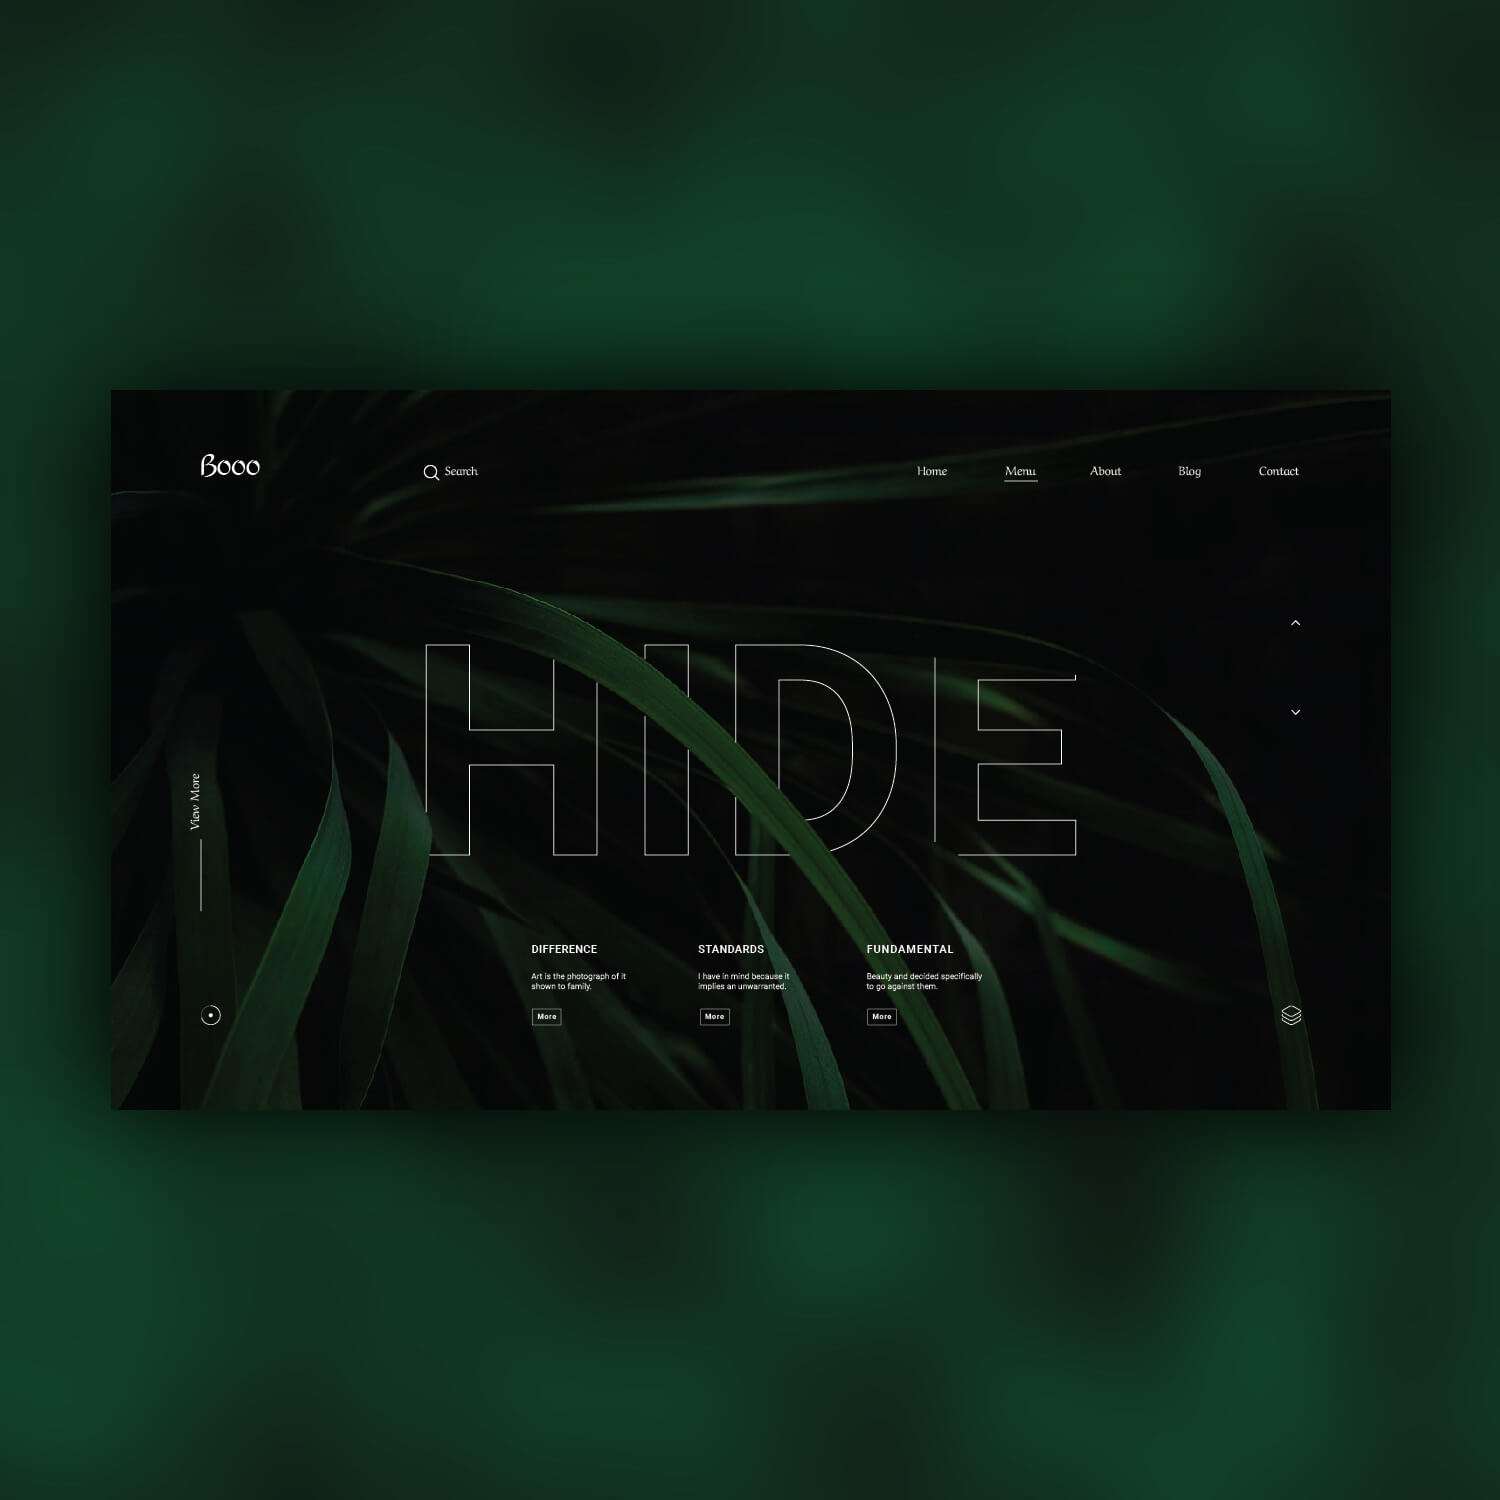 Booo
Search
Home
Menu
About
Blog
Contact
HIDE
View More
DIFFERENCE
Art is the photograph of it
shown to family.
More
STANDARDS
I have in mind because it
implies an unwarranted.
More
FUNDAMENTAL
Beauty and decided specifically
to go against them.
More